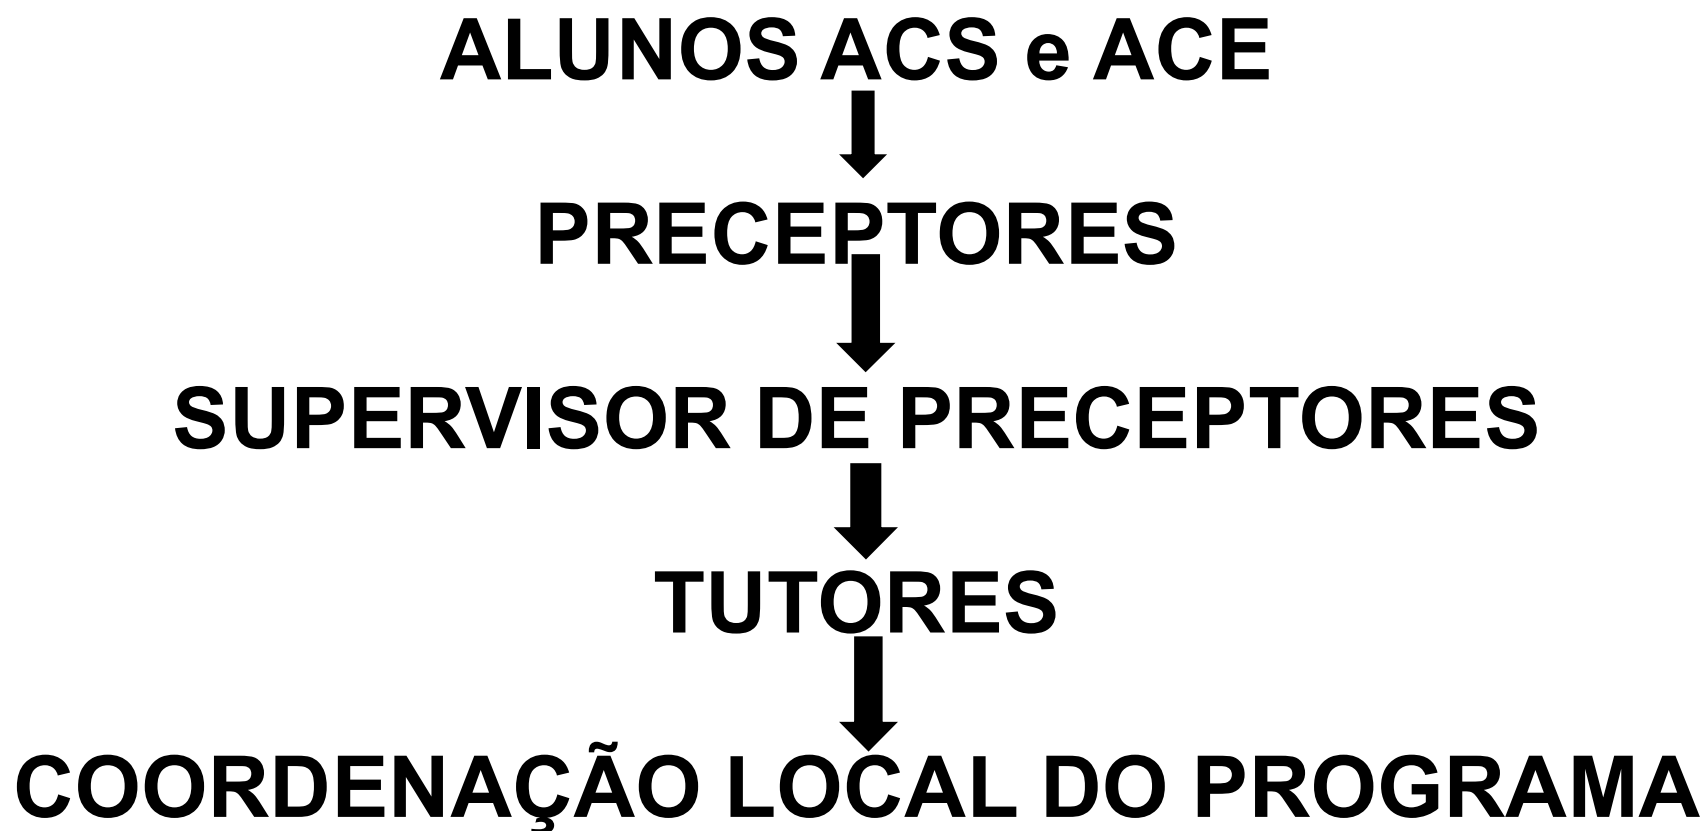 ALUNOS ACS e ACE
PRECEPTORES
SUPERVISOR DE PRECEPTORES
TUTORES
COORDENAÇÃO LOCAL DO PROGRAMA